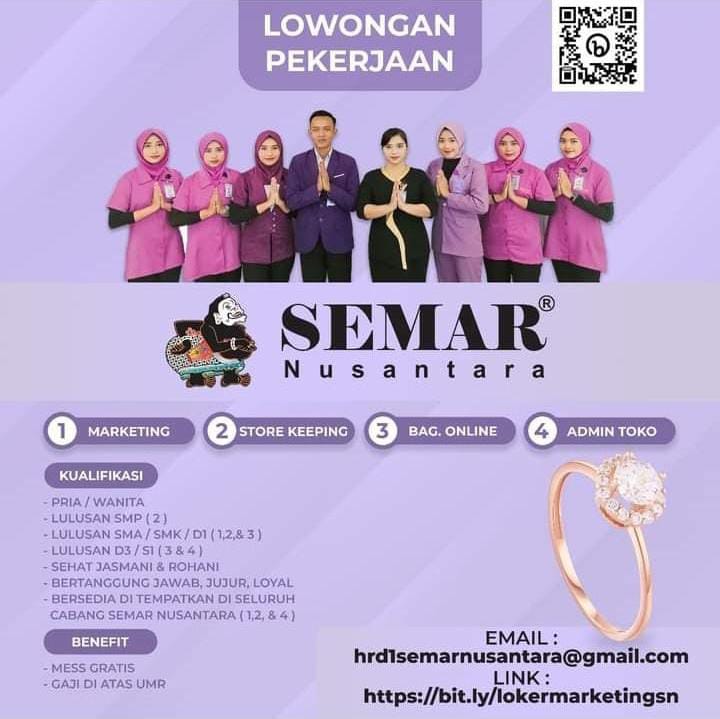 LOWONGAN
PEKERJAAN
SEMAR®
Nusantara
1 MARKETING
2 STORE KEEPING
3 BAG. ONLINE
4 ADMIN TOKO
KUALIFIKASI
- PRIA / WANITA
- LULUSAN SMP ( 2 )
- LULUSAN SMA / SMK / D1 ( 1,2,& 3 )
- LULUSAN D3 / S1 ( 3 & 4 )
- SEHAT JASMANI & ROHANI
- BERTANGGUNG JAWAB, JUJUR, LOYAL
- BERSEDIA DI TEMPATKAN DI SELURUH
CABANG SEMAR NUSANTARA ( 1,2, & 4 )
BENEFIT
- MESS GRATIS
- GAJI DI ATAS UMR
EMAIL :
hrd1semarnusantara@gmail.com
LINK :
https://bit.ly/lokermarketingsn